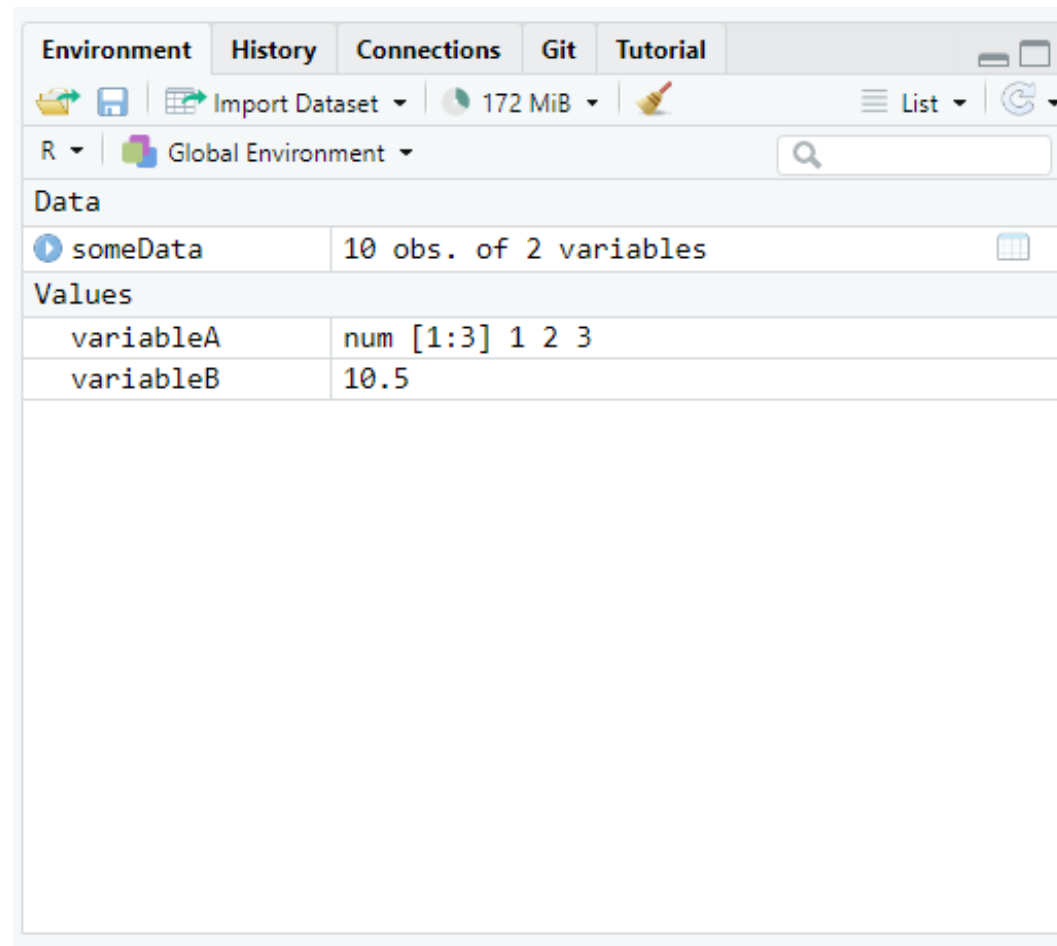 Environment History Connections Git Tutorial
Import Dataset 172 MiB List
R Global Environment
Data
someData 10 obs. of 2 variables
Values
variableA num [1:3] 1 2 3
variableB 10.5